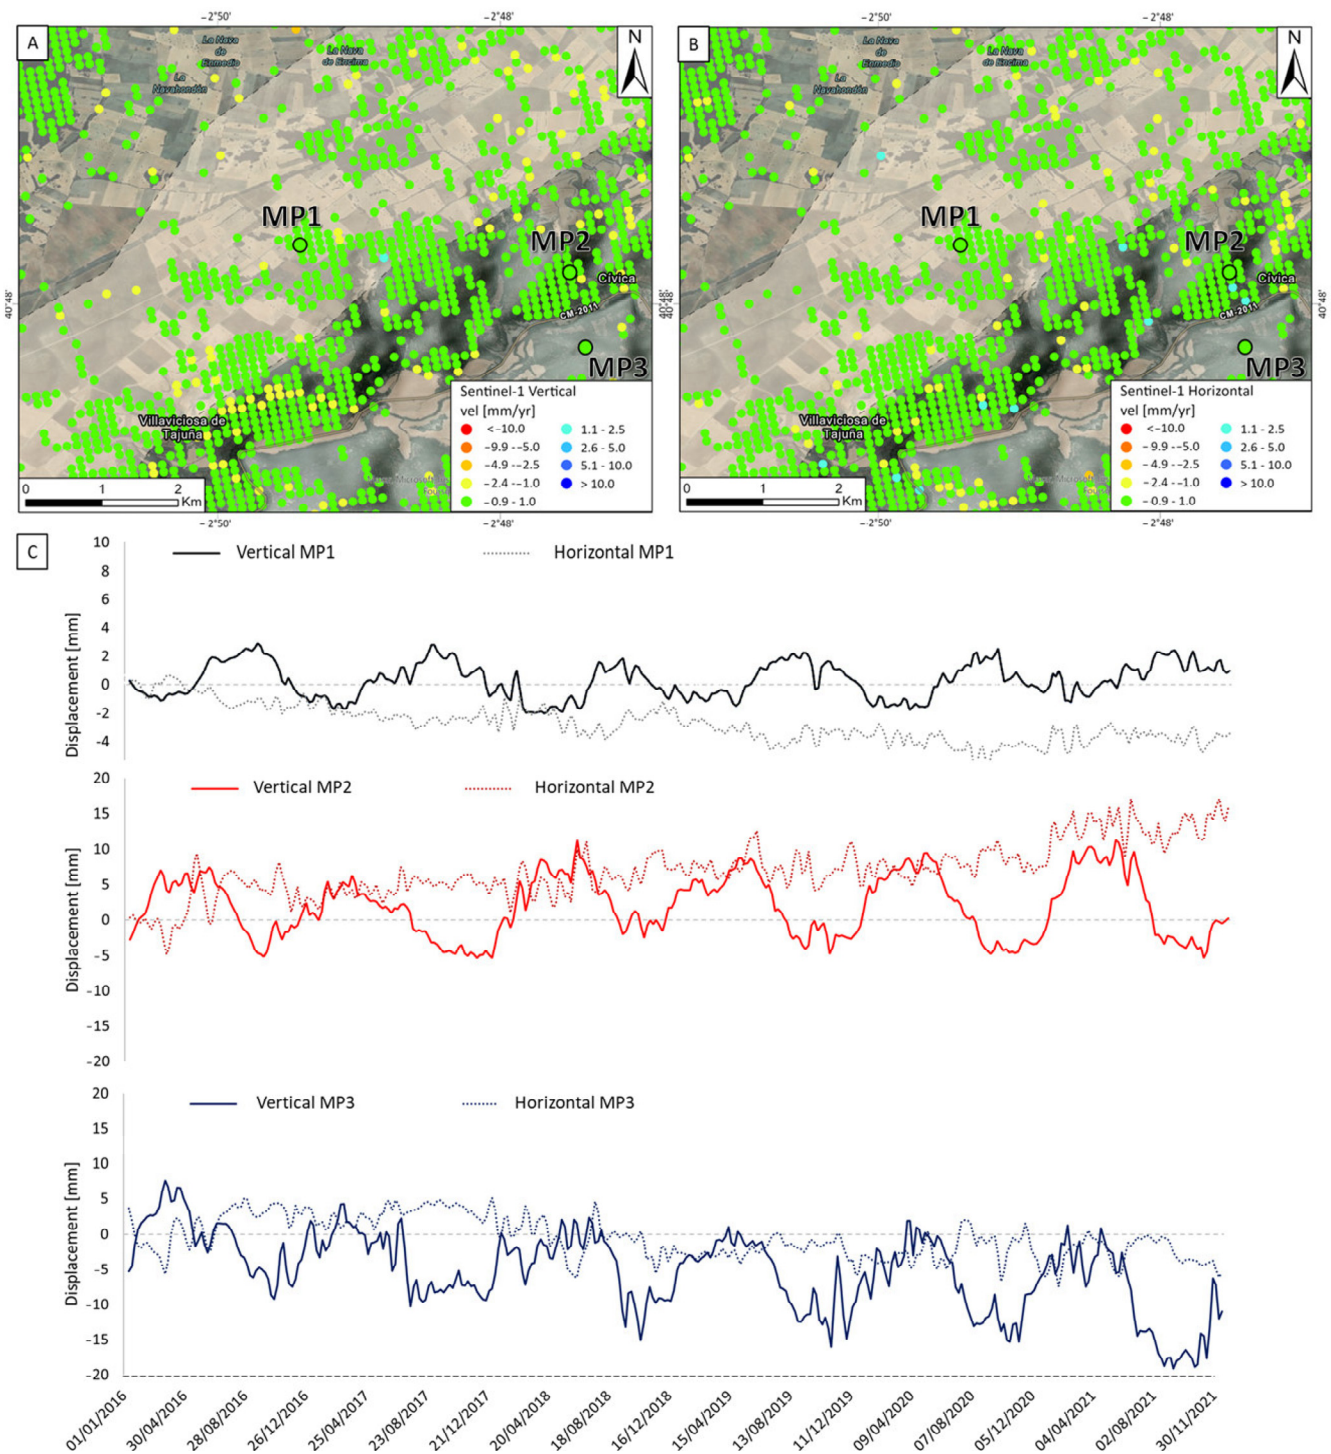 −2°50'
−2°48'
−2°50'
−2°48'
A
La Nava
de
Enmedio
La Nava
de Encima
La
Navahondón
N
MP1
MP2
Cívica
CM-2011
MP3
Villaviciosa de
Tajuña
40°48'
40°48'
Sentinel-1 Vertical
vel [mm/yr]
<-10.0
-9.9 --5.0
-4.9 --2.5
-2.4 --1.0
-0.9 - 1.0
1.1 - 2.5
2.6 - 5.0
5.1 - 10.0
> 10.0
0 1 2
Km
B
La Nava
de
Enmedio
La Nava
de Encima
La
Navahondón
N
MP1
MP2
Cívica
CM-2011
MP3
Villaviciosa de
Tajuña
40°48'
Sentinel-1 Horizontal
vel [mm/yr]
<-10.0
-9.9 --5.0
-4.9 --2.5
-2.4 --1.0
-0.9 - 1.0
1.1 - 2.5
2.6 - 5.0
5.1 - 10.0
> 10.0
0 1 2
Km
−2°50'
−2°48'
−2°50'
−2°48'
C
Vertical MP1 Horizontal MP1
Displacement [mm]
10
8
6
4
2
0
-2
-4
Vertical MP2 Horizontal MP2
Displacement [mm]
20
15
10
5
0
-5
-10
-15
-20
Vertical MP3 Horizontal MP3
Displacement [mm]
20
15
10
5
0
-5
-10
-15
-20
01/01/2016
30/04/2016
28/08/2016
26/12/2016
25/04/2017
23/08/2017
21/12/2017
20/04/2018
18/08/2018
16/12/2018
15/04/2019
13/08/2019
11/12/2019
09/04/2020
07/08/2020
05/12/2020
04/04/2021
02/08/2021
30/11/2021